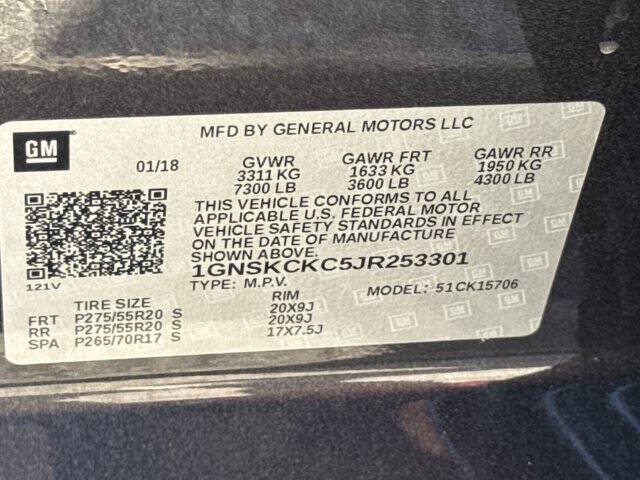 GM
MFD BY GENERAL MOTORS LLC
01/18 GVWR GAWR FRT GAWR RR
3311 KG 1633 KG 1950 KG
7300 LB 3600 LB 4300 LB
THIS VEHICLE CONFORMS TO ALL
APPLICABLE U.S. FEDERAL MOTOR
VEHICLE SAFETY STANDARDS IN EFFECT
ON THE DATE OF MANUFACTURE
SHOWN ABOVE.
1GNSKCKC5JR253301
121V
TYPE: M.P.V. MODEL: 51CK15706
TIRE SIZE RIM
FRT P275/55R20 S 20X9J
RR P275/55R20 S 20X9J
SPA P265/70R17 S 17X7.5J